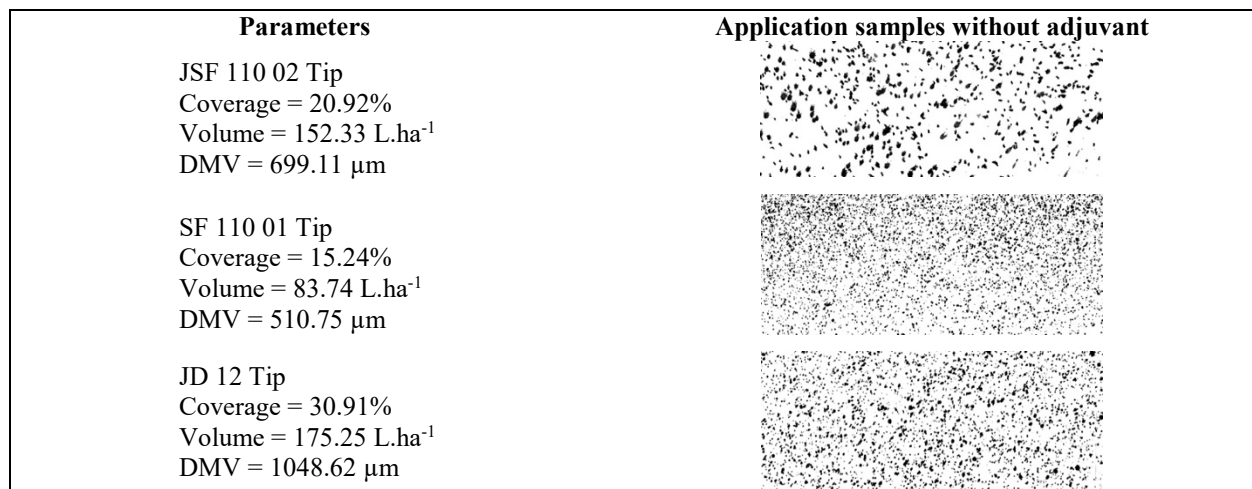 Parameters
Application samples without adjuvant
JSF 110 02 Tip
Coverage = 20.92%
Volume = 152.33 L.ha⁻¹
DMV = 699.11 µm
SF 110 01 Tip
Coverage = 15.24%
Volume = 83.74 L.ha⁻¹
DMV = 510.75 µm
JD 12 Tip
Coverage = 30.91%
Volume = 175.25 L.ha⁻¹
DMV = 1048.62 µm